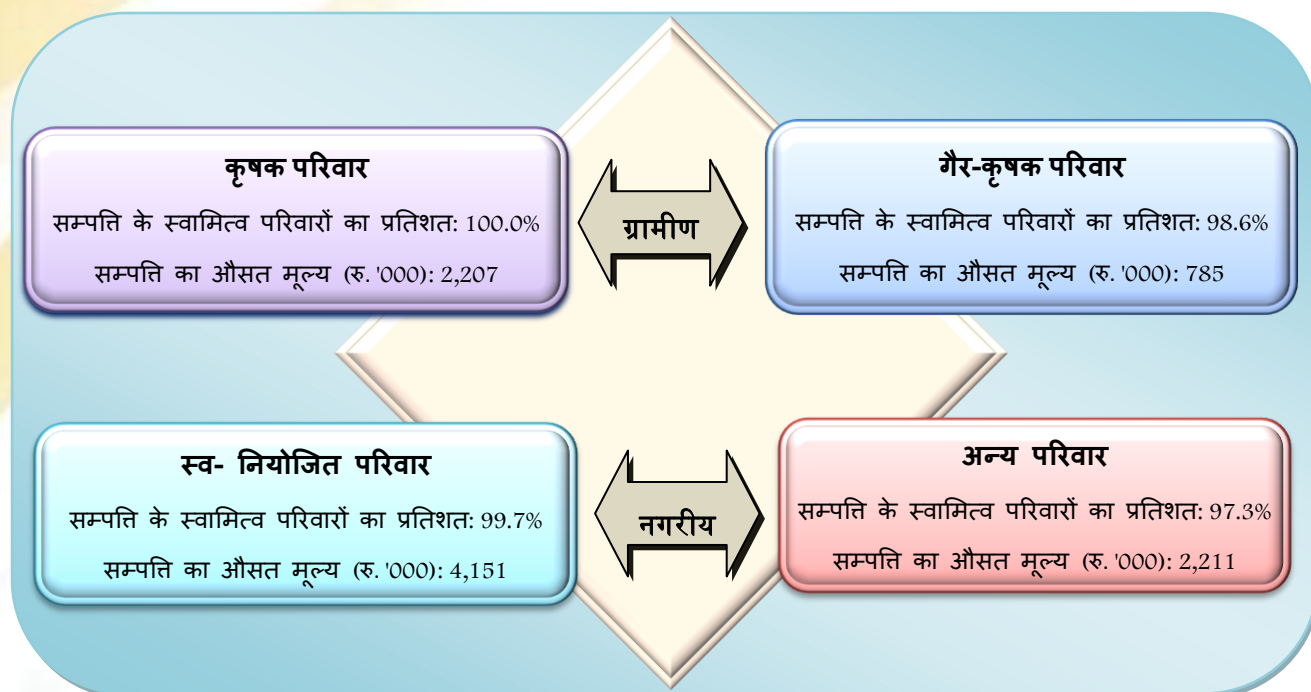 कृषक परिवार
सम्पत्ति के स्वामित्व परिवारों का प्रतिशत: 100.0%
सम्पत्ति का औसत मूल्य (रु. '000): 2,207
ग्रामीण
गैर-कृषक परिवार
सम्पत्ति के स्वामित्व परिवारों का प्रतिशत: 98.6%
सम्पत्ति का औसत मूल्य (रु. '000): 785
स्व- नियोजित परिवार
सम्पत्ति के स्वामित्व परिवारों का प्रतिशत: 99.7%
सम्पत्ति का औसत मूल्य (रु. '000): 4,151
नगरीय
अन्य परिवार
सम्पत्ति के स्वामित्व परिवारों का प्रतिशत: 97.3%
सम्पत्ति का औसत मूल्य (रु. '000): 2,211